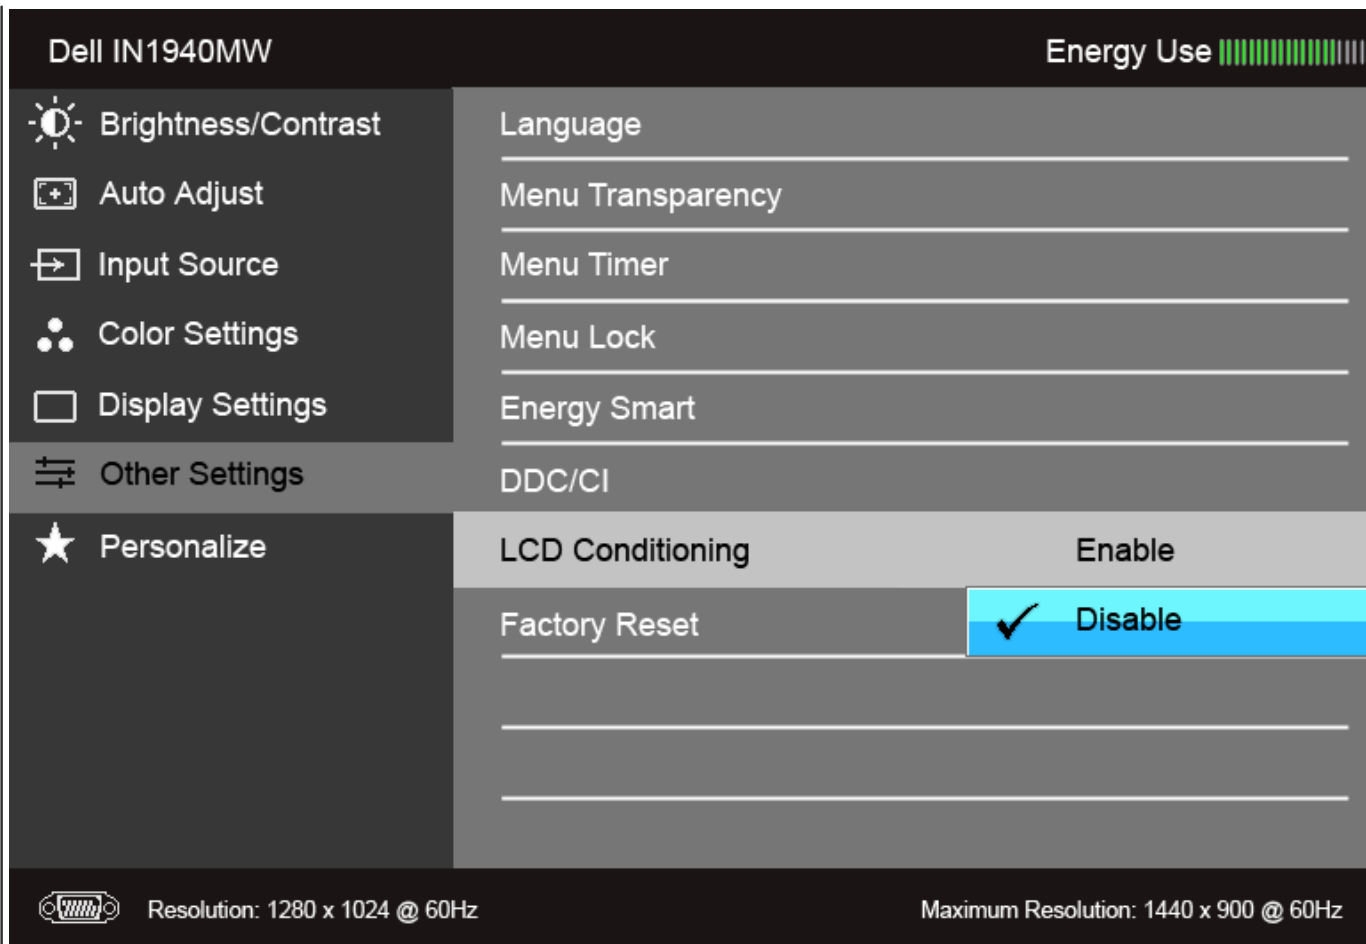 Dell IN1940MW
Energy Use
Brightness/Contrast
Auto Adjust
Input Source
Color Settings
Display Settings
Other Settings
Personalize
Language
Menu Transparency
Menu Timer
Menu Lock
Energy Smart
DDC/CI
LCD Conditioning
Enable
Factory Reset
Disable
Resolution: 1280 x 1024 @ 60Hz
Maximum Resolution: 1440 x 900 @ 60Hz